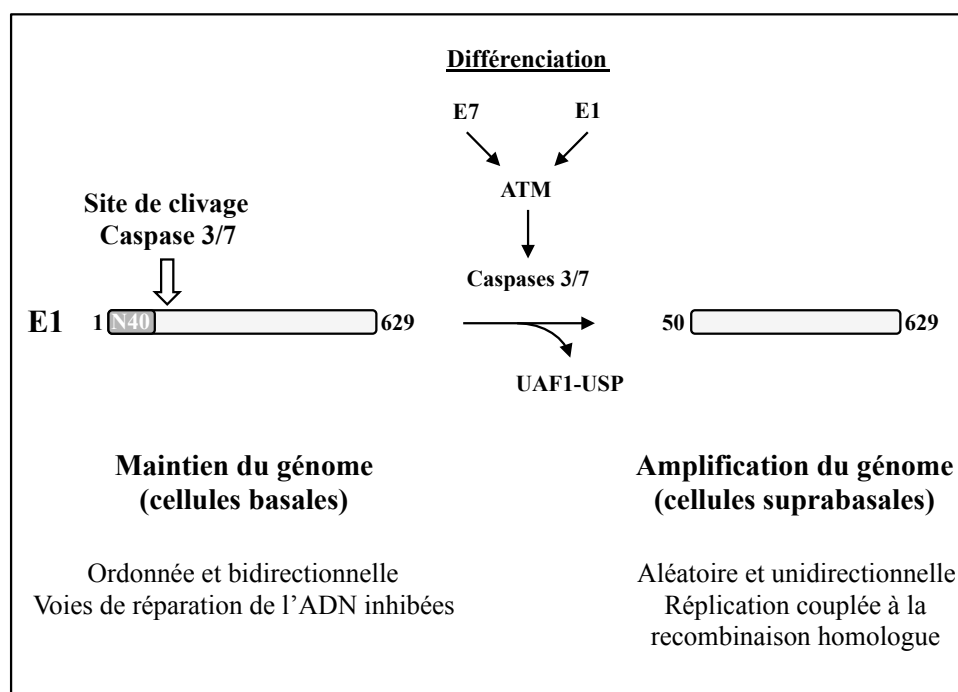 Différenciation
E7 E1
ATM
Site de clivage
Caspase 3/7
Caspases 3/7
E1 1 N40 629 50 629
UAF1-USP
Maintien du génome
(cellules basales)
Amplification du génome
(cellules suprabasales)
Ordonnée et bidirectionnelle
Voies de réparation de l’ADN inhibées
Aléatoire et unidirectionnelle
Réplication couplée à la
recombinaison homologue